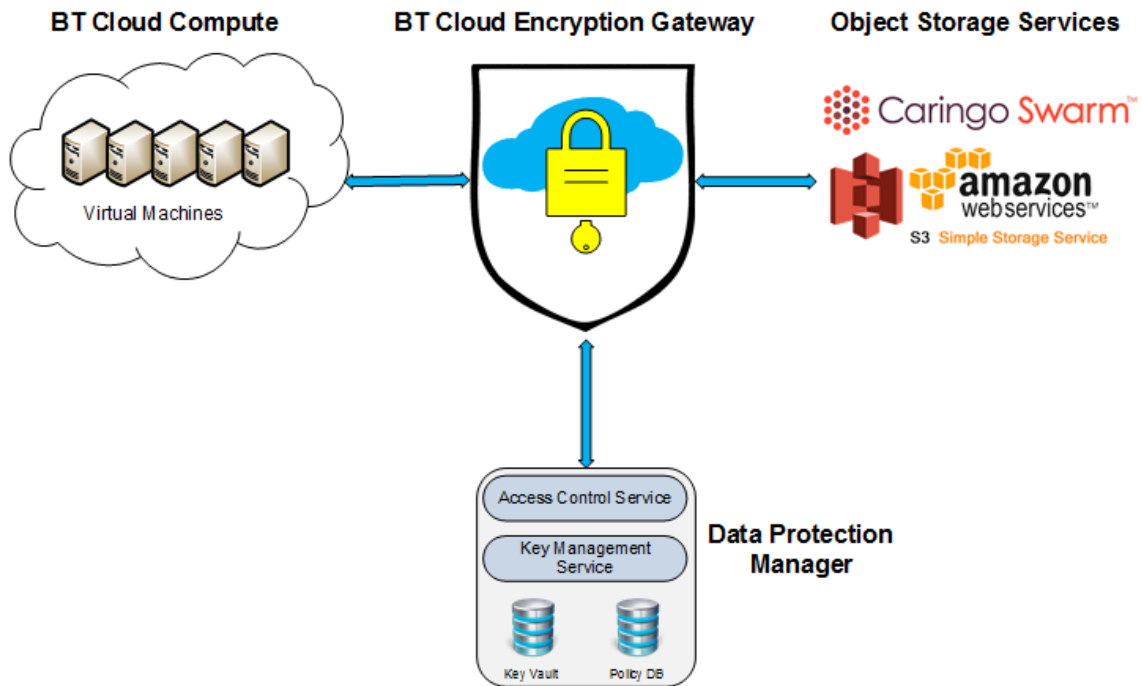 BT Cloud Compute
BT Cloud Encryption Gateway
Object Storage Services
Virtual Machines
Caringo Swarm™
amazon
webservices™
S3 Simple Storage Service
Access Control Service
Key Management
Service
Data Protection
Manager
Key Vault
Policy DB